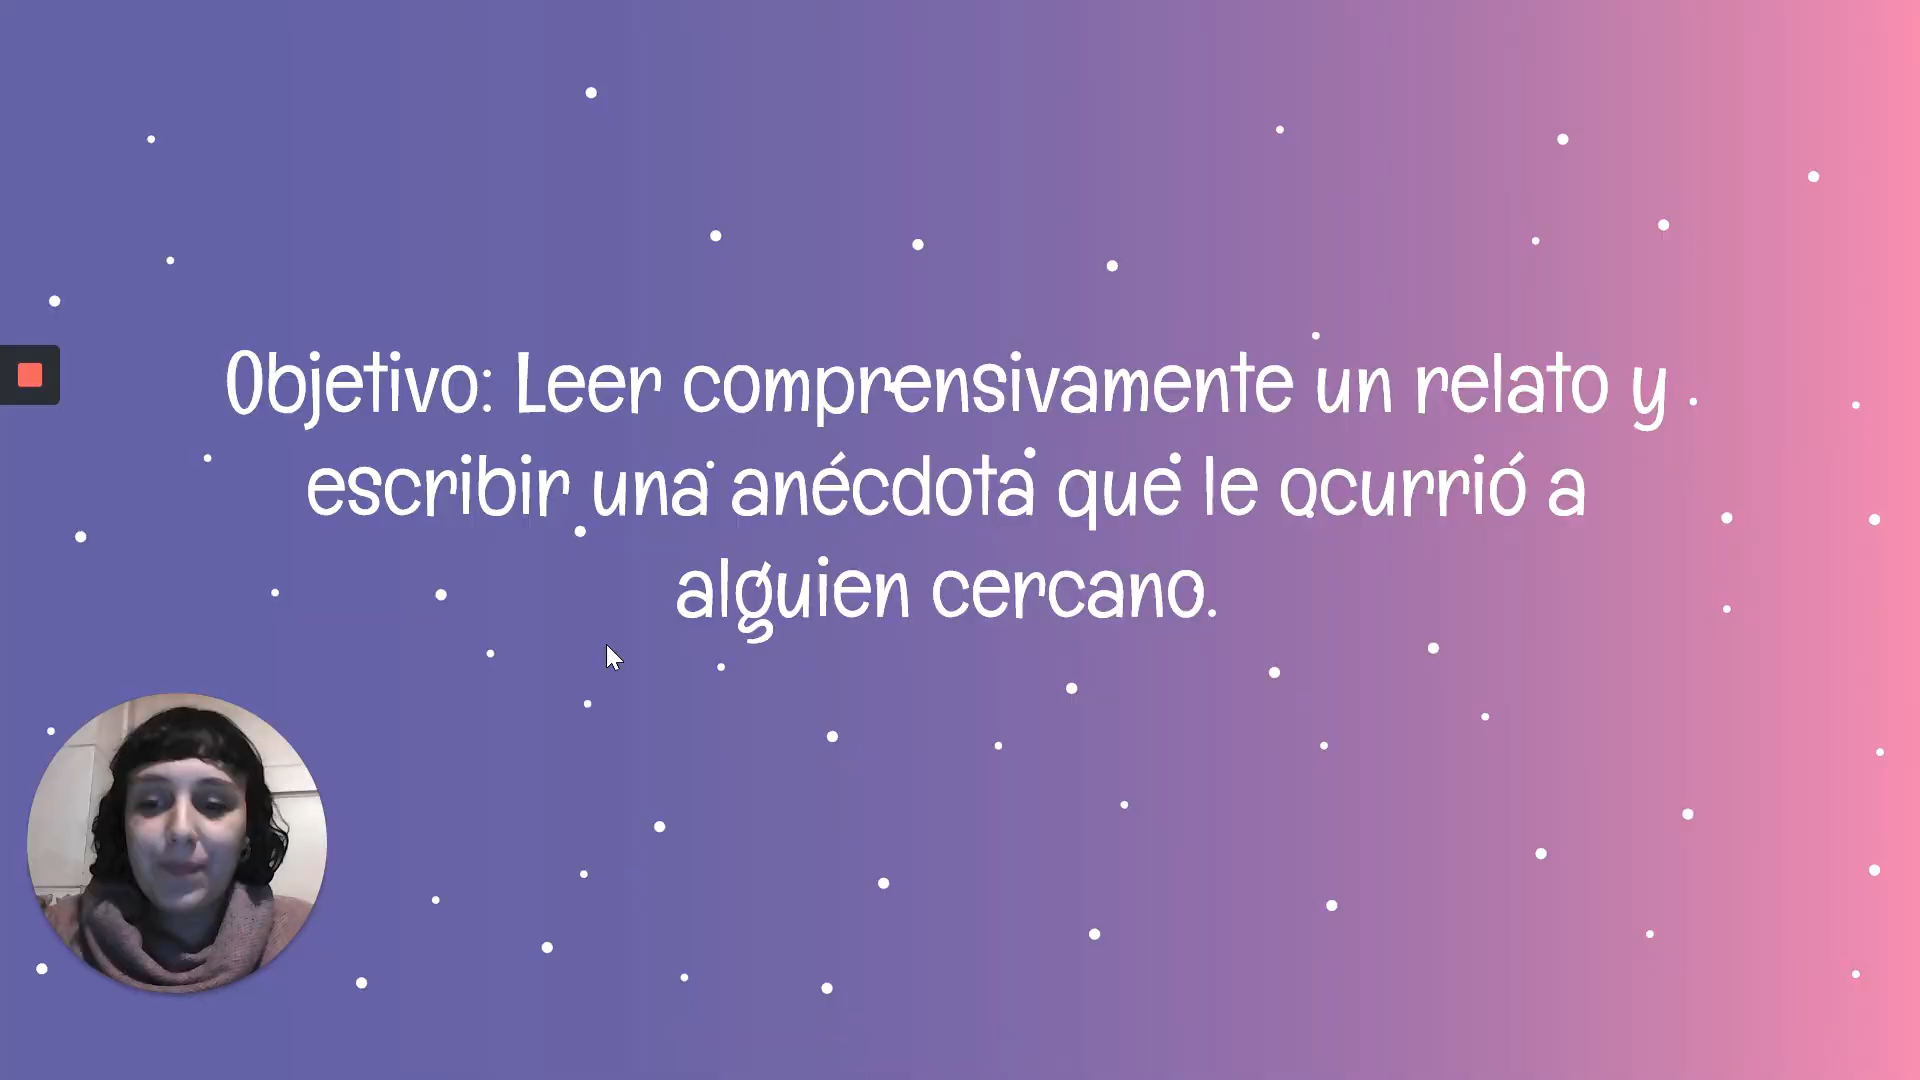 Objetivo: Leer comprensivamente un relato y
escribir una anécdota que le ocurrió a
alguien cercano.